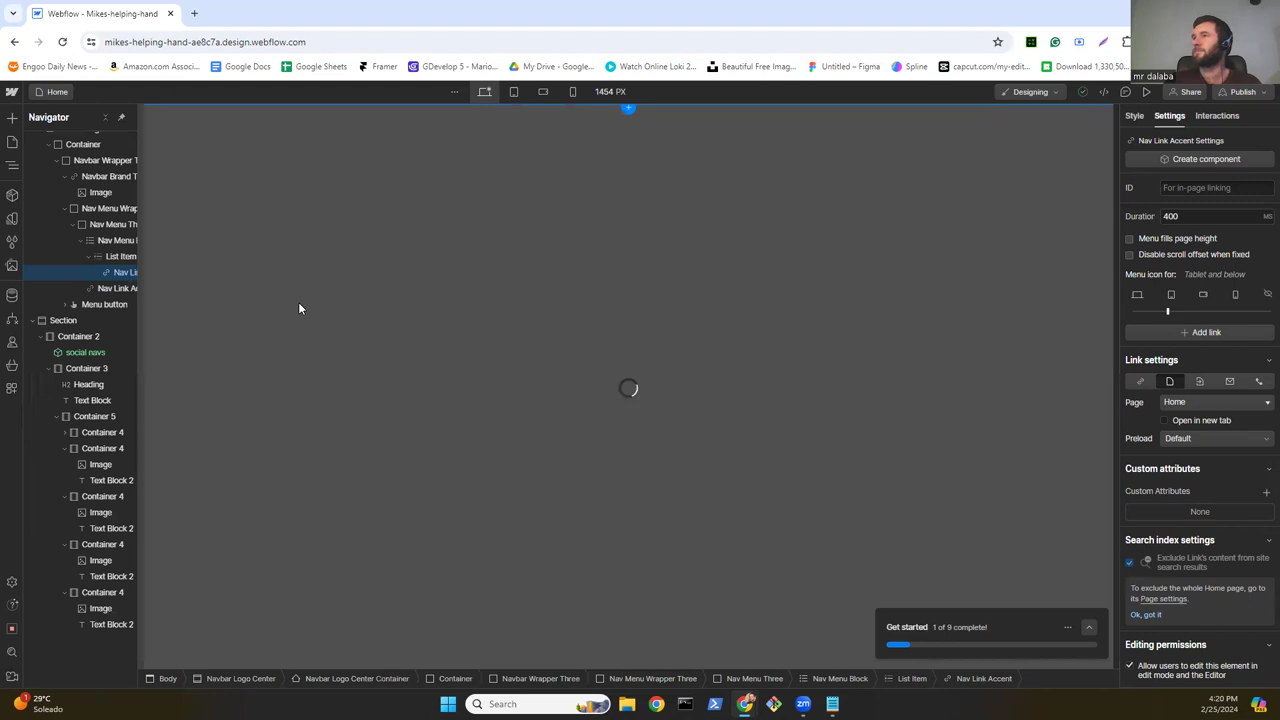 Webflow - Mikes-helping-hand
mikes-helping-hand-ae8c7a.design.webflow.com
Engoo Daily News -...
Amazon.com Associ...
Google Docs
Google Sheets
Framer
GDevelop 5 - Mario...
My Drive - Google...
Watch Online Loki 2...
Beautiful Free Imag...
Untitled – Figma
Spline
capcut.com/my-edit...
Download 1,330,50...
mr dalaba
Home
1454 PX
Designing
Share
Publish
Navigator
Container
Navbar Wrapper T
Navbar Brand T
Image
Nav Menu Wrap
Nav Menu Th
Nav Menu
List Item
Nav Li
Nav Link Ac
Menu button
Section
Container 2
social navs
Container 3
H2 Heading
T Text Block
Container 5
Container 4
Container 4
Image
T Text Block 2
Container 4
Image
T Text Block 2
Container 4
Image
T Text Block 2
Container 4
Image
T Text Block 2
Style Settings Interactions
Nav Link Accent Settings
Create component
ID For in-page linking
Duration 400 MS
Menu fills page height
Disable scroll offset when fixed
Menu icon for: Tablet and below
Add link
Link settings
Page Home
Open in new tab
Preload Default
Custom attributes
Custom Attributes
None
Search index settings
Exclude Link's content from site
search results
To exclude the whole Home page, go to
its Page settings.
Ok, got it
Editing permissions
Allow users to edit this element in
edit mode and the Editor
Get started 1 of 9 complete!
Body Navbar Logo Center Navbar Logo Center Container Container Navbar Wrapper Three Nav Menu Wrapper Three Nav Menu Three Nav Menu Block List Item Nav Link Accent
29°C
Soleado
Search
zm
4:20 PM
2/25/2024